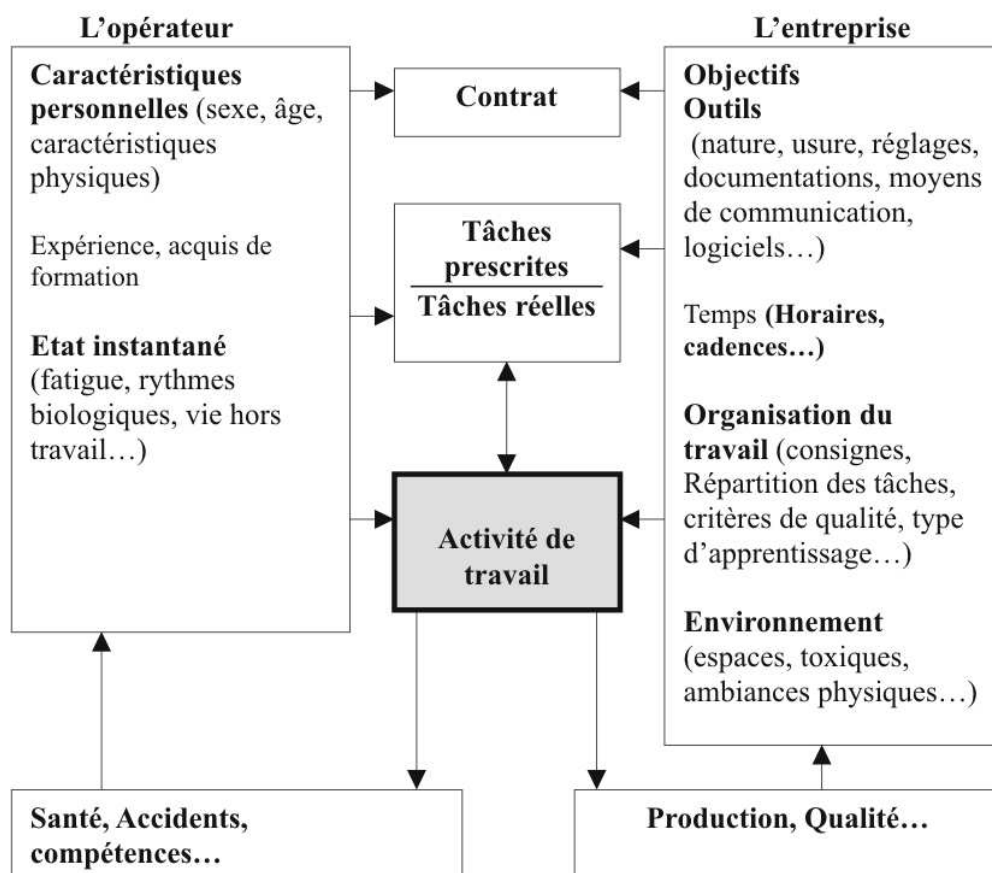 L'opérateur
Caractéristiques
personnelles (sexe, âge,
caractéristiques
physiques)
Expérience, acquis de
formation
Etat instantané
(fatigue, rythmes
biologiques, vie hors
travail…)
Contrat
Tâches
prescrites
Tâches réelles
Activité de
travail
L'entreprise
Objectifs
Outils
(nature, usure, réglages,
documentations, moyens
de communication,
logiciels…)
Temps (Horaires,
cadences…)
Organisation du
travail (consignes,
Répartition des tâches,
critères de qualité, type
d'apprentissage…)
Environnement
(espaces, toxiques,
ambiances physiques…)
Santé, Accidents,
compétences…
Production, Qualité…